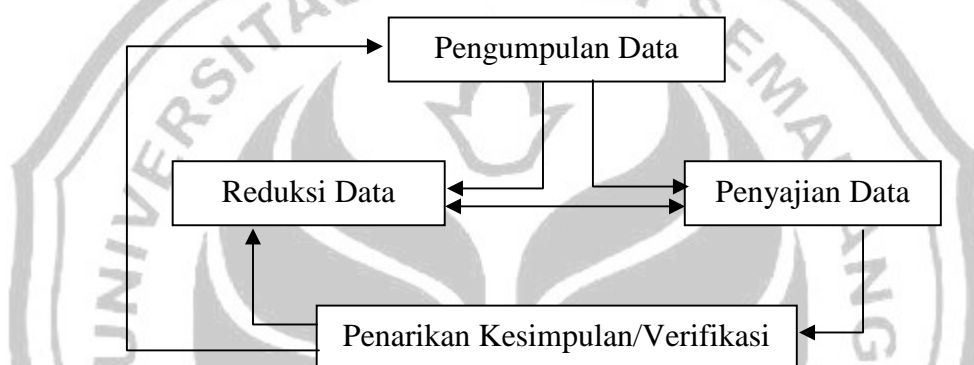 Pengumpulan Data
Reduksi Data
Penyajian Data
Penarikan Kesimpulan/Verifikasi